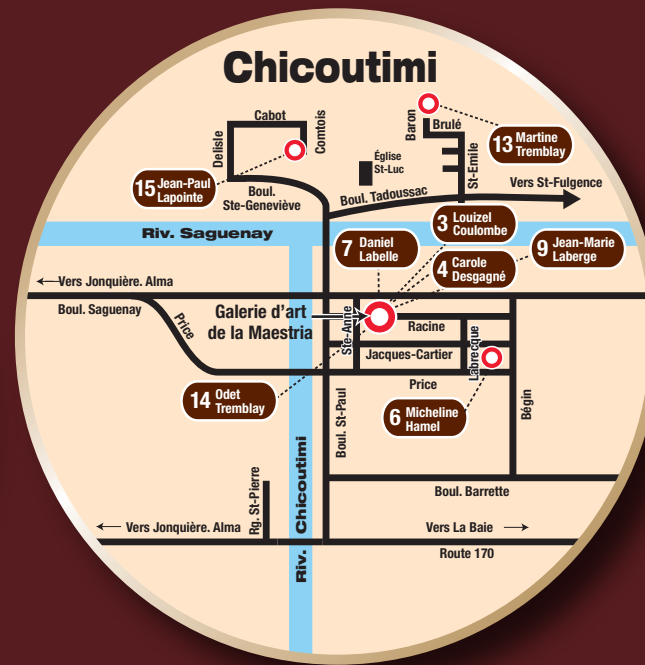 Chicoutimi
Cabot
Delisle
Comtois
Baron
Brulé
13 Martine
Tremblay
Église
St-Luc
St-Emile
15 Jean-Paul
Lapointe
Boul.
Ste-Geneviève
Boul. Tadoussac
Vers St-Fulgence
3 Louizel
Coulombe
Riv. Saguenay
7 Daniel
Labelle
4 Carole
Desgagné
9 Jean-Marie
Laberge
Vers Jonquière. Alma
Boul. Saguenay
Price
Galerie d'art
de la Maestria
Ste-Anne
Racine
Jacques-Cartier
Labrecque
Price
14 Odet
Tremblay
6 Micheline
Hamel
Boul. St-Paul
Bégin
Riv. Chicoutimi
Rg. St-Pierre
Boul. Barrette
Vers Jonquière. Alma
Vers La Baie
Route 170